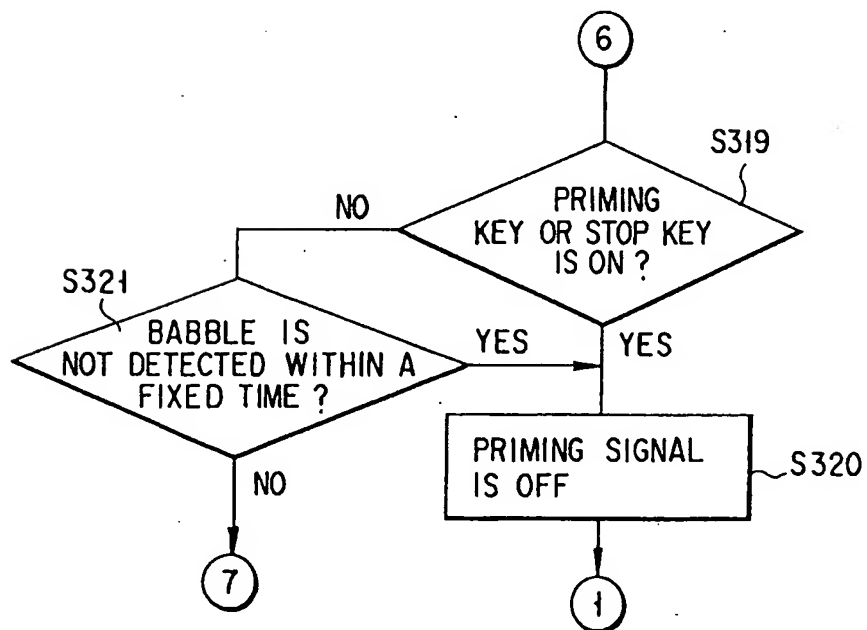 6
S319
PRIMING
KEY OR STOP KEY
IS ON ?
NO
YES
S321
BABBLE IS
NOT DETECTED WITHIN A
FIXED TIME ?
YES
NO
PRIMING SIGNAL
IS OFF
S320
7
1